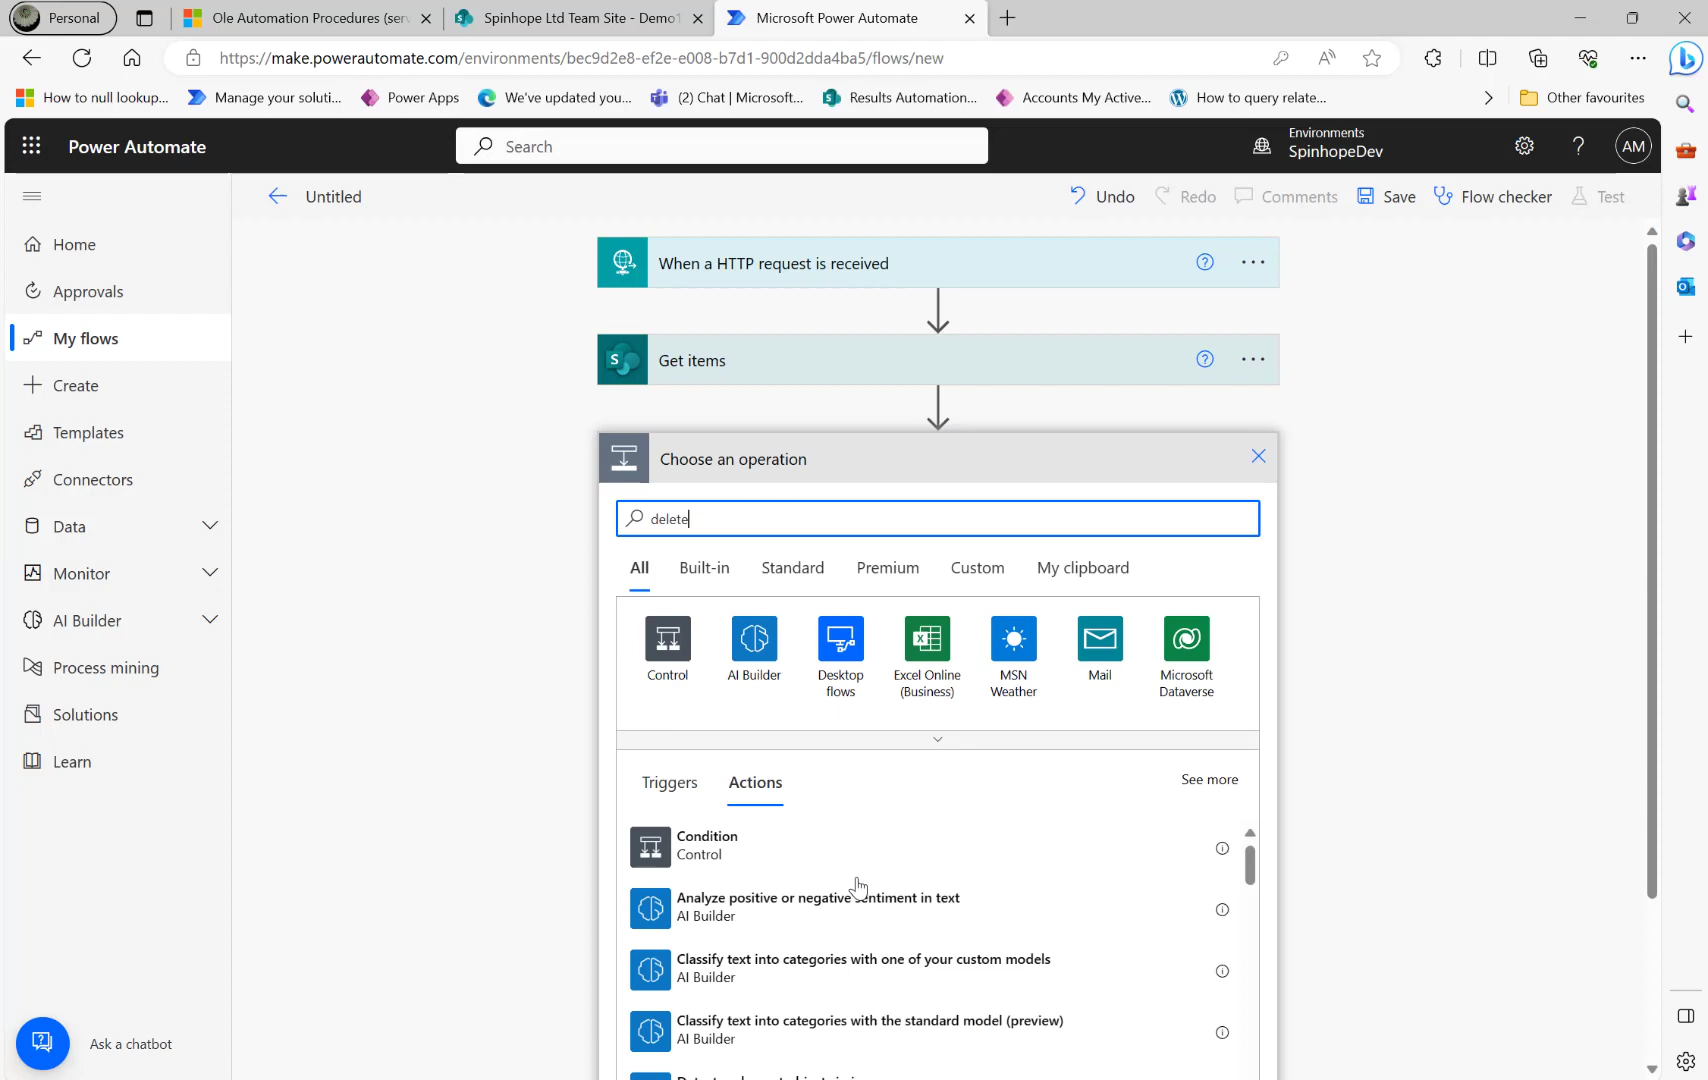 Personal
Ole Automation Procedures (serv
Spinhope Ltd Team Site - Demo1
Microsoft Power Automate
https://make.powerautomate.com/environments/bec9d2e8-ef2e-e008-b7d1-900d2dda4ba5/flows/new
How to null lookup...
Manage your soluti...
Power Apps
We've updated you...
(2) Chat | Microsoft...
Results Automation...
Accounts My Active...
How to query relate...
Other favourites
Power Automate
Search
Environments
SpinhopeDev
AM
Untitled
Undo
Redo
Comments
Save
Flow checker
Test
Home
Approvals
My flows
Create
Templates
Connectors
Data
Monitor
AI Builder
Process mining
Solutions
Learn
Ask a chatbot
When a HTTP request is received
Get items
Choose an operation
delete
All
Built-in
Standard
Premium
Custom
My clipboard
Control
AI Builder
Desktop
flows
Excel Online
(Business)
MSN
Weather
Mail
Microsoft
Dataverse
Triggers
Actions
See more
Condition
Control
Analyze positive or negative sentiment in text
AI Builder
Classify text into categories with one of your custom models
AI Builder
Classify text into categories with the standard model (preview)
AI Builder